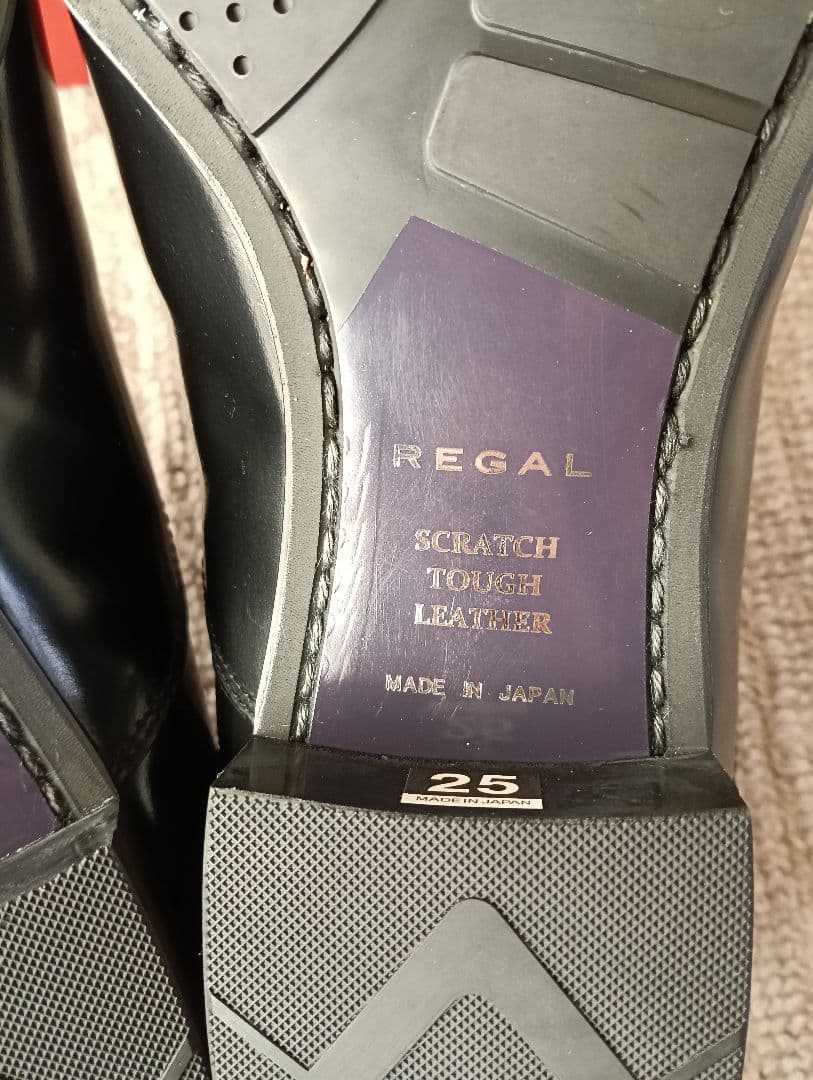 REGAL
SCRATCH
TOUGH
LEATHER
MADE IN JAPAN
25
MADE IN JAPAN